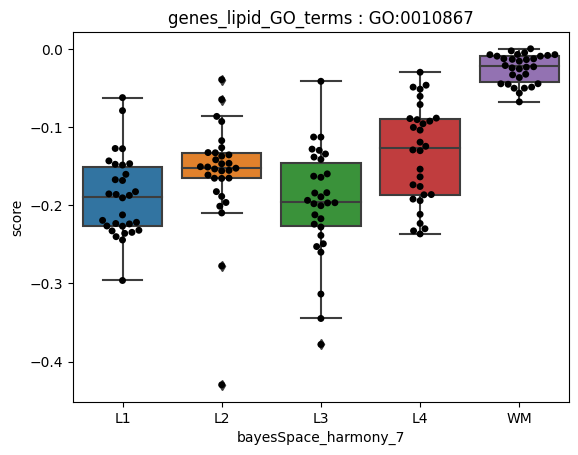 genes_lipid_GO_terms : GO:0010867
0.0
−0.1
−0.2
−0.3
−0.4
score
L1 L2 L3 L4 WM
bayesSpace_harmony_7